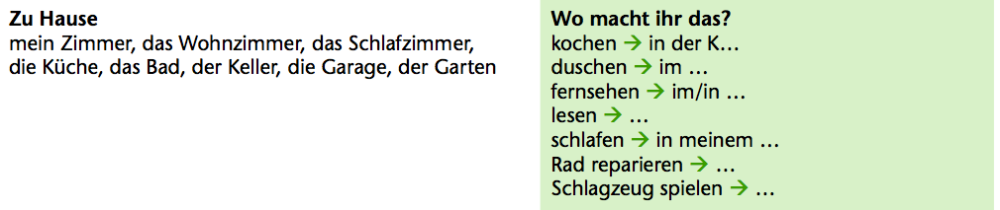 Zu Hause
mein Zimmer, das Wohnzimmer, das Schlafzimmer,
die Küche, das Bad, der Keller, die Garage, der Garten
Wo macht ihr das?
kochen → in der K…
duschen → im …
fernsehen → im/in …
lesen → …
schlafen → in meinem …
Rad reparieren → …
Schlagzeug spielen → …